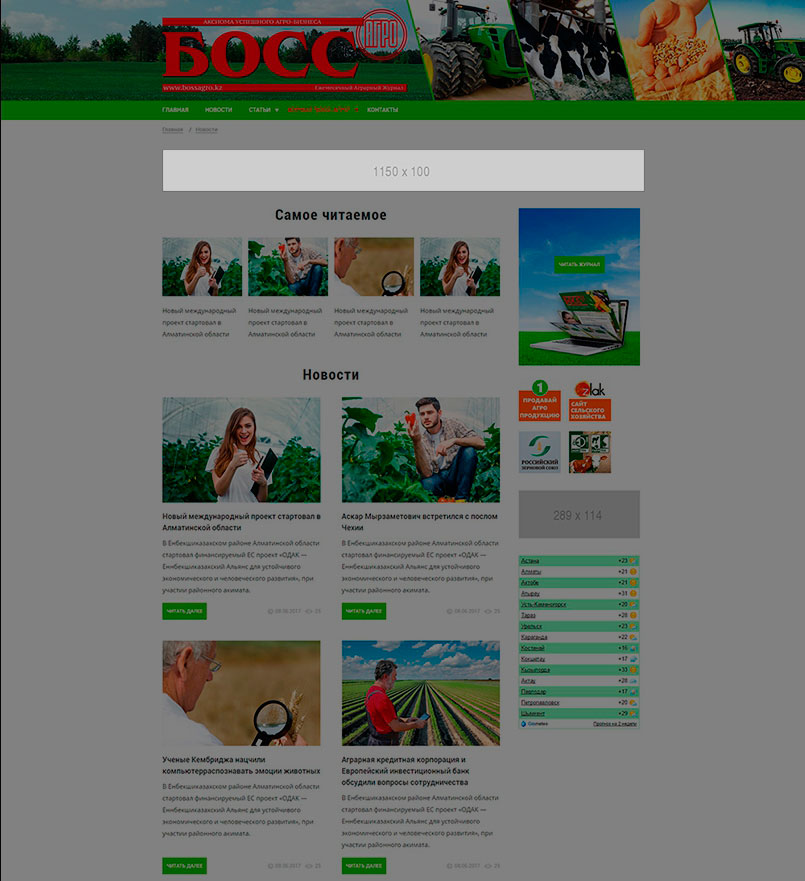 АКСИОМА УСПЕШНОГО АГРО-БИЗНЕСА
БОСС
АГРО
www.bossagro.kz
Ежемесячный Аграрный Журнал
ГЛАВНАЯ
НОВОСТИ
СТАТЬИ
КОНТАКТЫ
Главная / Новости
1150 x 100
Самое читаемое
Новый международный
проект стартовал в
Алматинской области
Новый международный
проект стартовал в
Алматинской области
Новый международный
проект стартовал в
Алматинской области
Новый международный
проект стартовал в
Алматинской области
ЧИТАТЬ ЖУРНАЛ
БОСС
1
ПРОДАВАЙ
АГРО
ПРОДУКЦИЮ
zlak
САЙТ
СЕЛЬСКОГО
ХОЗЯЙСТВА
РОССИЙСКИЙ
ЗЕРНОВОЙ СОЮЗ
289 x 114
Новости
Новый международный проект стартовал в
Алматинской области
В Енбекшиказахском районе Алматинской области
стартовал финансируемый ЕС проект «ОДАК —
Еннбекшиказахский Альянс для устойчивого
экономического и человеческого развития», при
участии районного акимата.
ЧИТАТЬ ДАЛЕЕ
08.06.2017
25
Аскар Мырзаметович встретился с послом
Чехии
В Енбекшиказахском районе Алматинской области
стартовал финансируемый ЕС проект «ОДАК —
Еннбекшиказахский Альянс для устойчивого
экономического и человеческого развития», при
участии районного акимата.
ЧИТАТЬ ДАЛЕЕ
08.06.2017
25
Ученые Кембриджа научили
компьютерраспознавать эмоции животных
В Енбекшиказахском районе Алматинской области
стартовал финансируемый ЕС проект «ОДАК —
Еннбекшиказахский Альянс для устойчивого
экономического и человеческого развития», при
участии районного акимата.
ЧИТАТЬ ДАЛЕЕ
08.06.2017
25
Аграрная кредитная корпорация и
Европейский инвестиционный банк
обсудили вопросы сотрудничества
В Енбекшиказахском районе Алматинской области
стартовал финансируемый ЕС проект «ОДАК —
Еннбекшиказахский Альянс для устойчивого
экономического и человеческого развития», при
участии районного акимата.
ЧИТАТЬ ДАЛЕЕ
08.06.2017
25
Астана +23
Алматы +21
Актобе +21
Атырау +31
Усть-Каменогорск +20
Тараз +28
Уральск +23
Караганда +22
Костанай +16
Кокшетау +17
Кызылорда +33
Актау +28
Павлодар +17
Петропавловск +20
Шымкент +29
Gismeteo
Прогноз на 2 недели